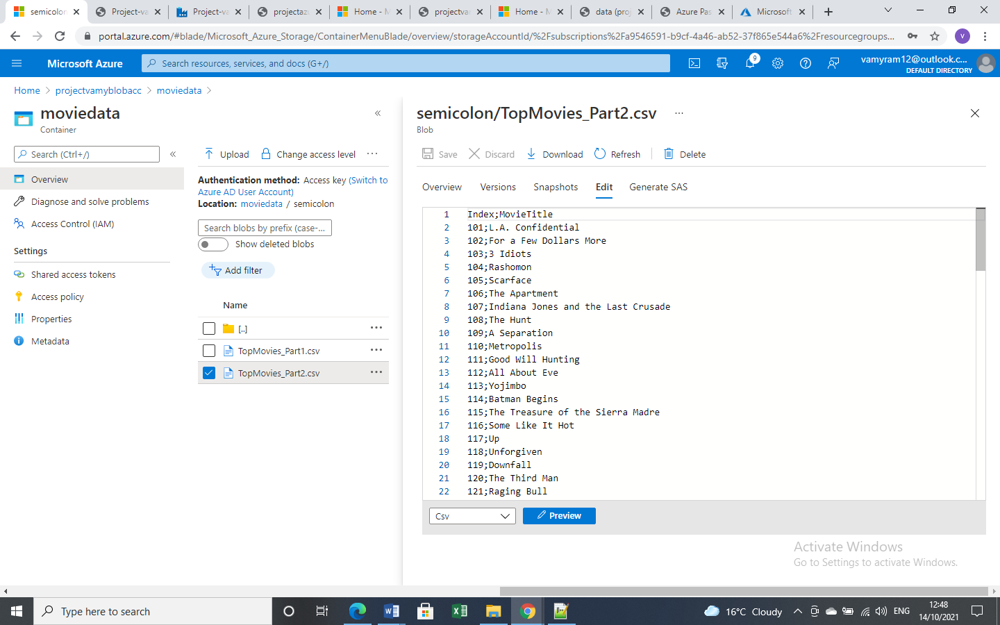 semicolon
Project-va
Project-va
projectaz
Home - M
projectvar
Home - M
data (proj
Azure Pas
Microsoft
portal.azure.com/#blade/Microsoft_Azure_Storage/ContainerMenuBlade/overview/storageAccountId/%2Fsubscriptions%2Fa9546591-b9cf-4a46-ab52-37f865e544a6%2Fresourcegroups...
V
Microsoft Azure
Search resources, services, and docs (G+/)
9
vamyram12@outlook.c...
DEFAULT DIRECTORY
Home > projectvamyblobacc > moviedata >
moviedata
Container
Search (Ctrl+/)
Overview
Diagnose and solve problems
Access Control (IAM)
Settings
Shared access tokens
Access policy
Properties
Metadata
Upload
Change access level
Authentication method: Access key (Switch to
Azure AD User Account)
Location: moviedata / semicolon
Search blobs by prefix (case-...
Show deleted blobs
Add filter
Name
[..]
TopMovies_Part1.csv
TopMovies_Part2.csv
semicolon/TopMovies_Part2.csv ...
Blob
Save
Discard
Download
Refresh
Delete
Overview
Versions
Snapshots
Edit
Generate SAS
1 Index;MovieTitle
2 101;L.A. Confidential
3 102;For a Few Dollars More
4 103;3 Idiots
5 104;Rashomon
6 105;Scarface
7 106;The Apartment
8 107;Indiana Jones and the Last Crusade
9 108;The Hunt
10 109;A Separation
11 110;Metropolis
12 111;Good Will Hunting
13 112;All About Eve
14 113;Yojimbo
15 114;Batman Begins
16 115;The Treasure of the Sierra Madre
17 116;Some Like It Hot
18 117;Up
19 118;Unforgiven
20 119;Downfall
21 120;The Third Man
22 121;Raging Bull
Csv
Preview
Activate Windows
Go to Settings to activate Windows.
Type here to search
16°C Cloudy
ENG
12:48
14/10/2021